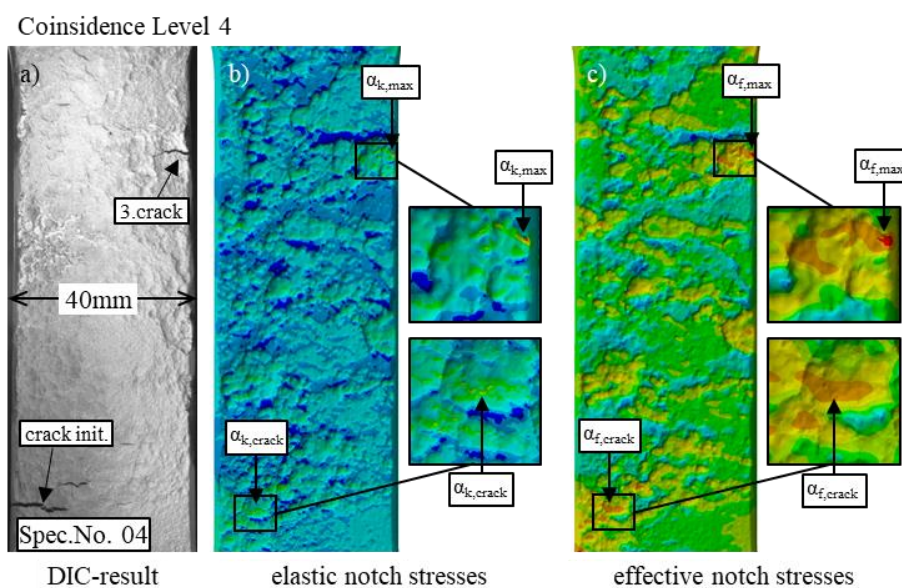 Coinsidence Level 4
a)
3.crack
40mm
crack init.
Spec.No. 04
DIC-result
b)
αk,max
αk,max
αk,crack
αk,crack
elastic notch stresses
c)
αf,max
αf,max
αf,crack
αf,crack
effective notch stresses